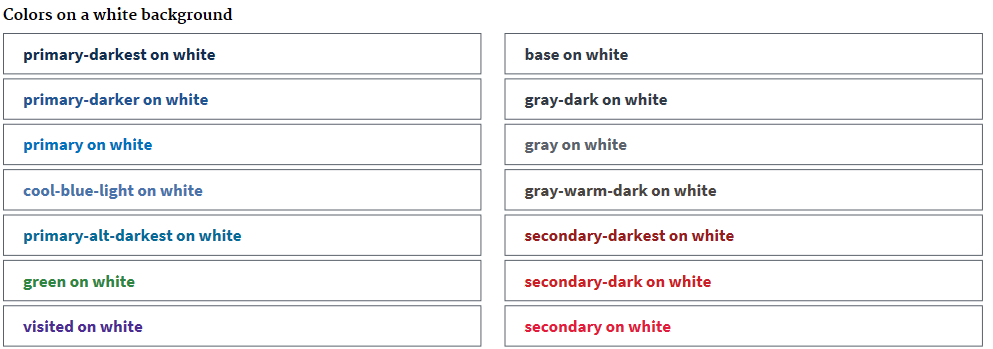 Colors on a white background
primary-darkest on white
primary-darker on white
primary on white
cool-blue-light on white
primary-alt-darkest on white
green on white
visited on white
base on white
gray-dark on white
gray on white
gray-warm-dark on white
secondary-darkest on white
secondary-dark on white
secondary on white